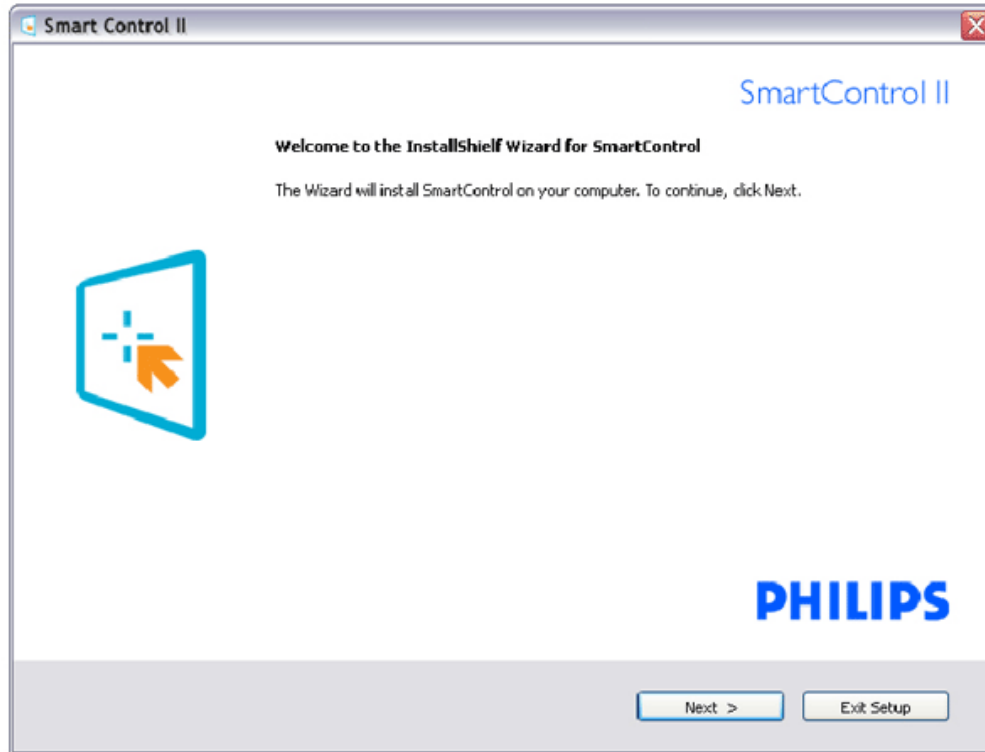 Smart Control II
SmartControl II
Welcome to the InstallShield Wizard for SmartControl
The Wizard will install SmartControl on your computer. To continue, click Next.
PHILIPS
Next >
Exit Setup